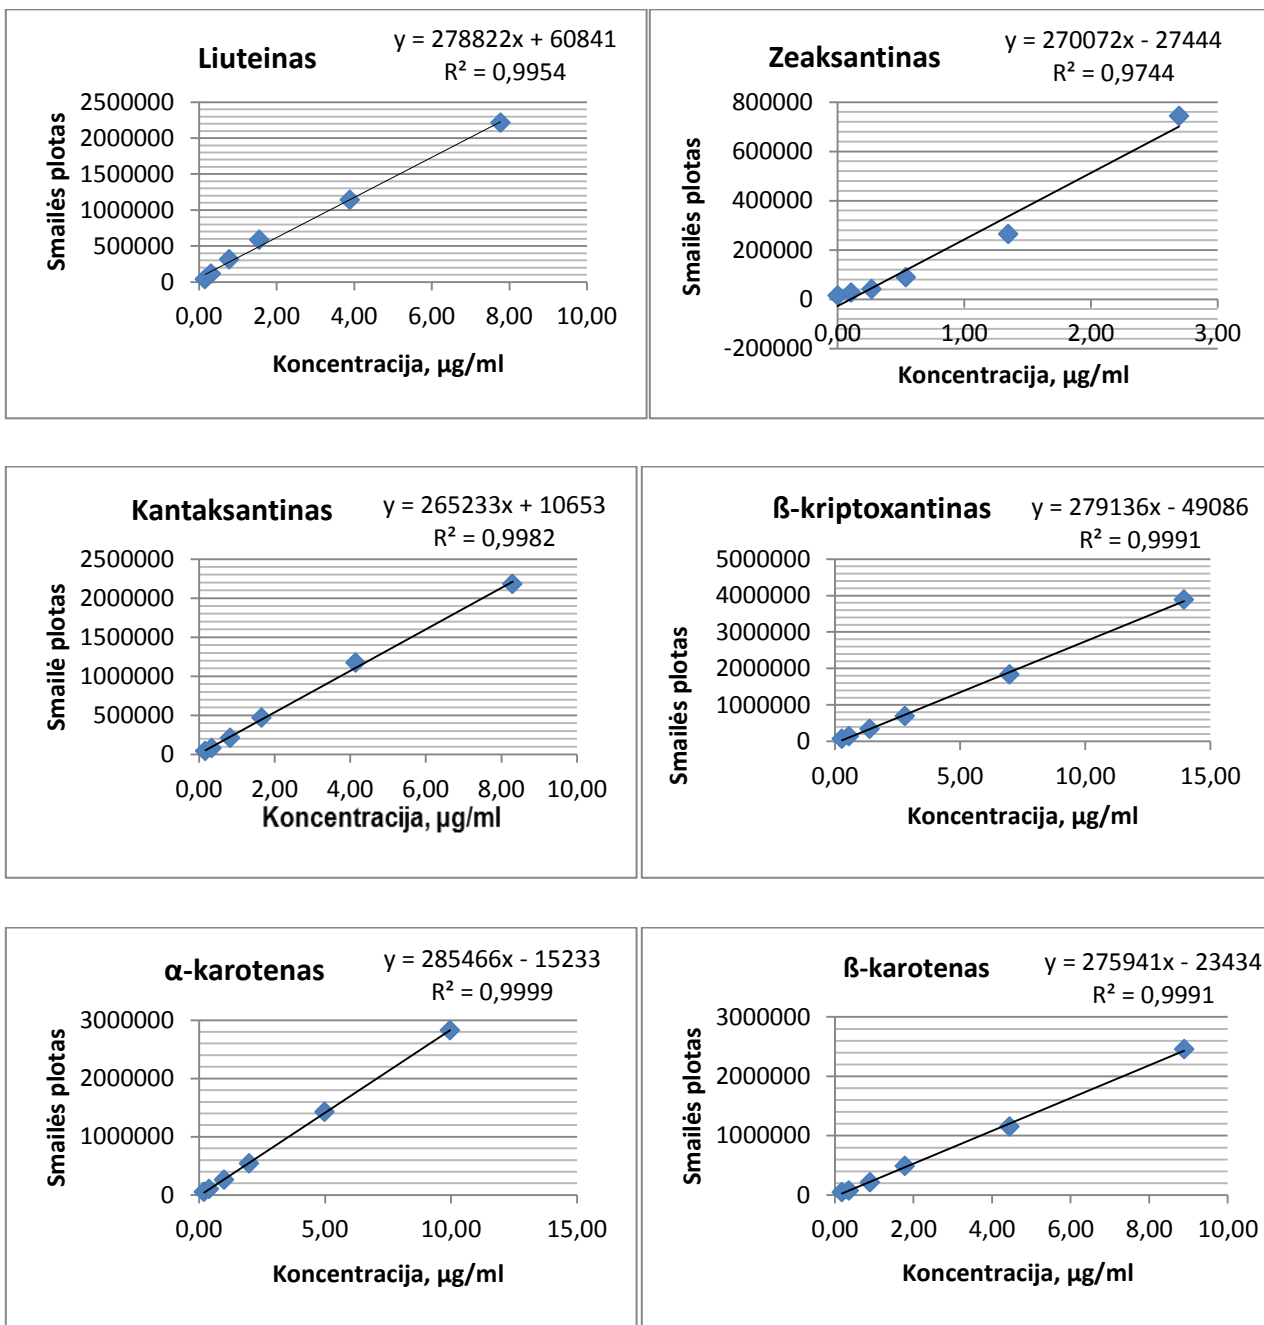 Liuteinas
y = 278822x + 60841
R² = 0,9954
Smailės plotas
2500000
2000000
1500000
1000000
500000
0
0,00 2,00 4,00 6,00 8,00 10,00
Koncentracija, µg/ml
Zeaksantinas
y = 270072x - 27444
R² = 0,9744
Smailės plotas
800000
600000
400000
200000
0
-200000
0,00 1,00 2,00 3,00
Koncentracija, µg/ml
Kantaksantinas
y = 265233x + 10653
R² = 0,9982
Smailė plotas
2500000
2000000
1500000
1000000
500000
0
0,00 2,00 4,00 6,00 8,00 10,00
Koncentracija, µg/ml
ß-kriptoxantinas
y = 279136x - 49086
R² = 0,9991
Smailės plotas
5000000
4000000
3000000
2000000
1000000
0
0,00 5,00 10,00 15,00
Koncentracija, µg/ml
α-karotenas
y = 285466x - 15233
R² = 0,9999
Smailės plotas
3000000
2000000
1000000
0
0,00 5,00 10,00 15,00
Koncentracija, µg/ml
ß-karotenas
y = 275941x - 23434
R² = 0,9991
Smailės plotas
3000000
2000000
1000000
0
0,00 2,00 4,00 6,00 8,00 10,00
Koncentracija, µg/ml